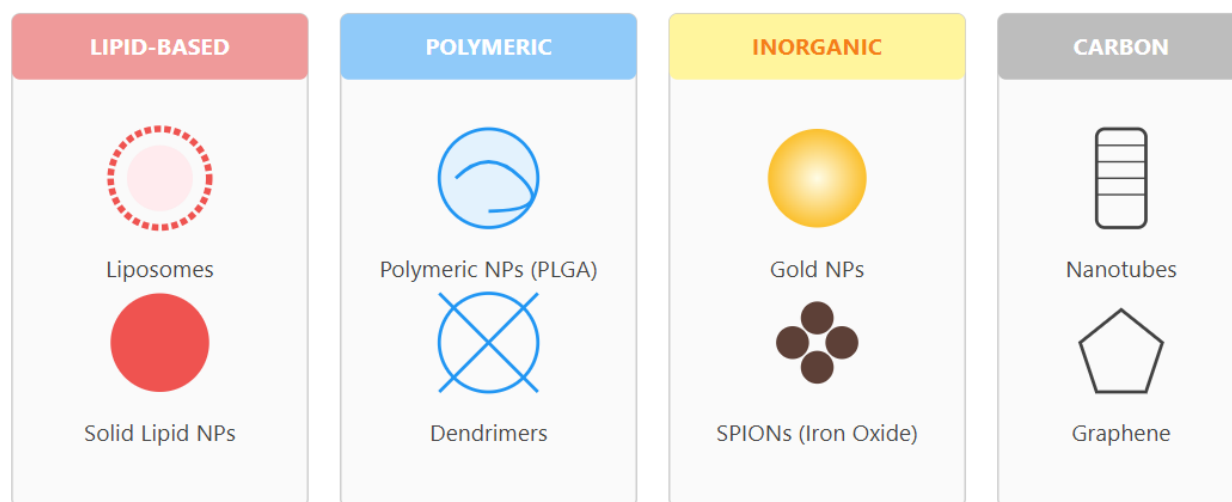 LIPID-BASED
Liposomes
Solid Lipid NPs
POLYMERIC
Polymeric NPs (PLGA)
Dendrimers
INORGANIC
Gold NPs
SPIONs (Iron Oxide)
CARBON
Nanotubes
Graphene